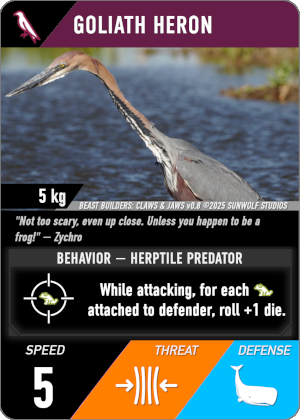 GOLIATH HERON
5 kg
BEAST BUILDERS: CLAWS & JAWS v0.8 ©2025 SUNWOLF STUDIOS
"Not too scary, even up close. Unless you happen to be a
frog!" — Zychro
BEHAVIOR — HERPTILE PREDATOR
While attacking, for each
attached to defender, roll +1 die.
SPEED
THREAT
DEFENSE
5